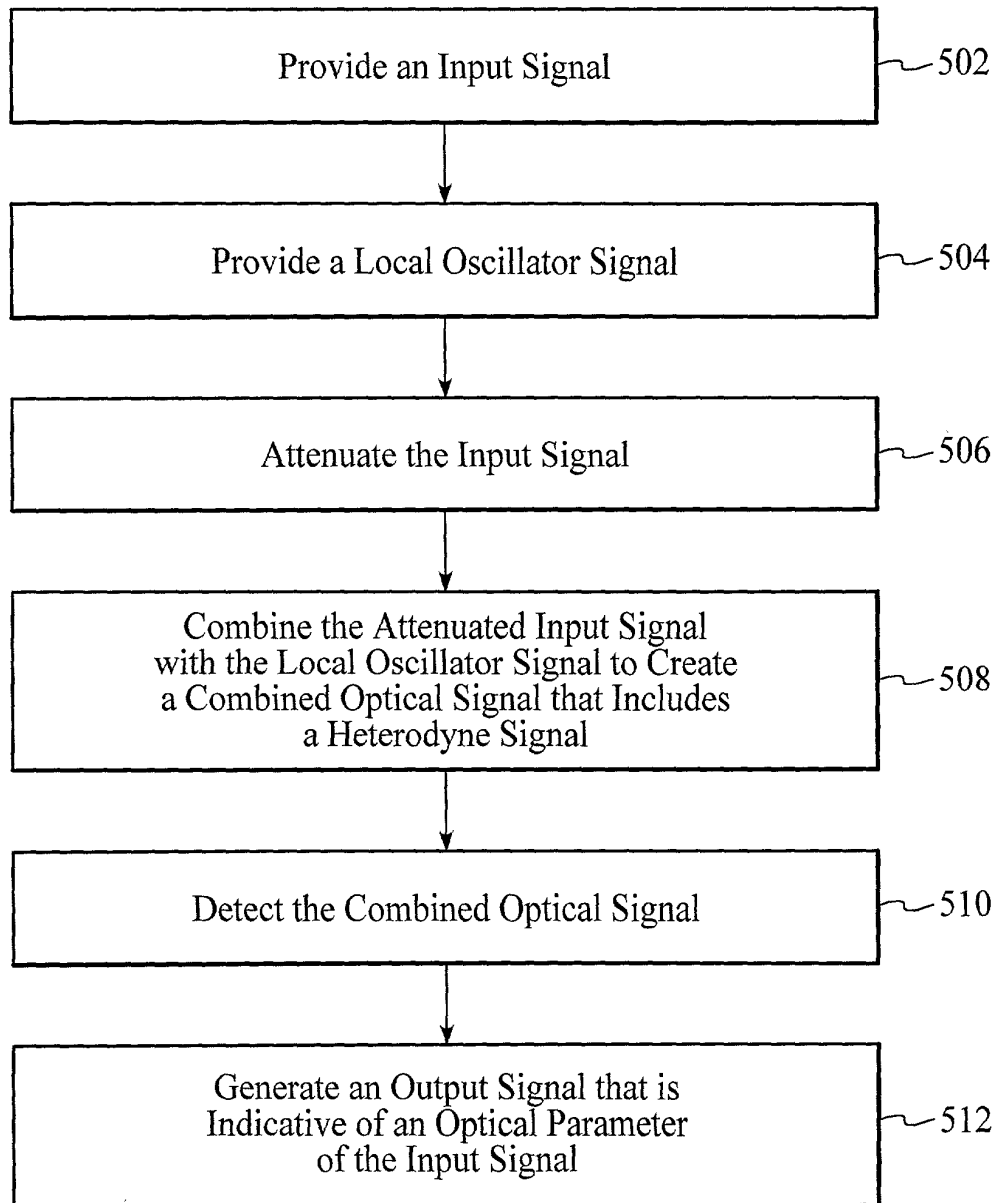 Provide an Input Signal
502
Provide a Local Oscillator Signal
504
Attenuate the Input Signal
506
Combine the Attenuated Input Signal
with the Local Oscillator Signal to Create
a Combined Optical Signal that Includes
a Heterodyne Signal
508
Detect the Combined Optical Signal
510
Generate an Output Signal that is
Indicative of an Optical Parameter
of the Input Signal
512